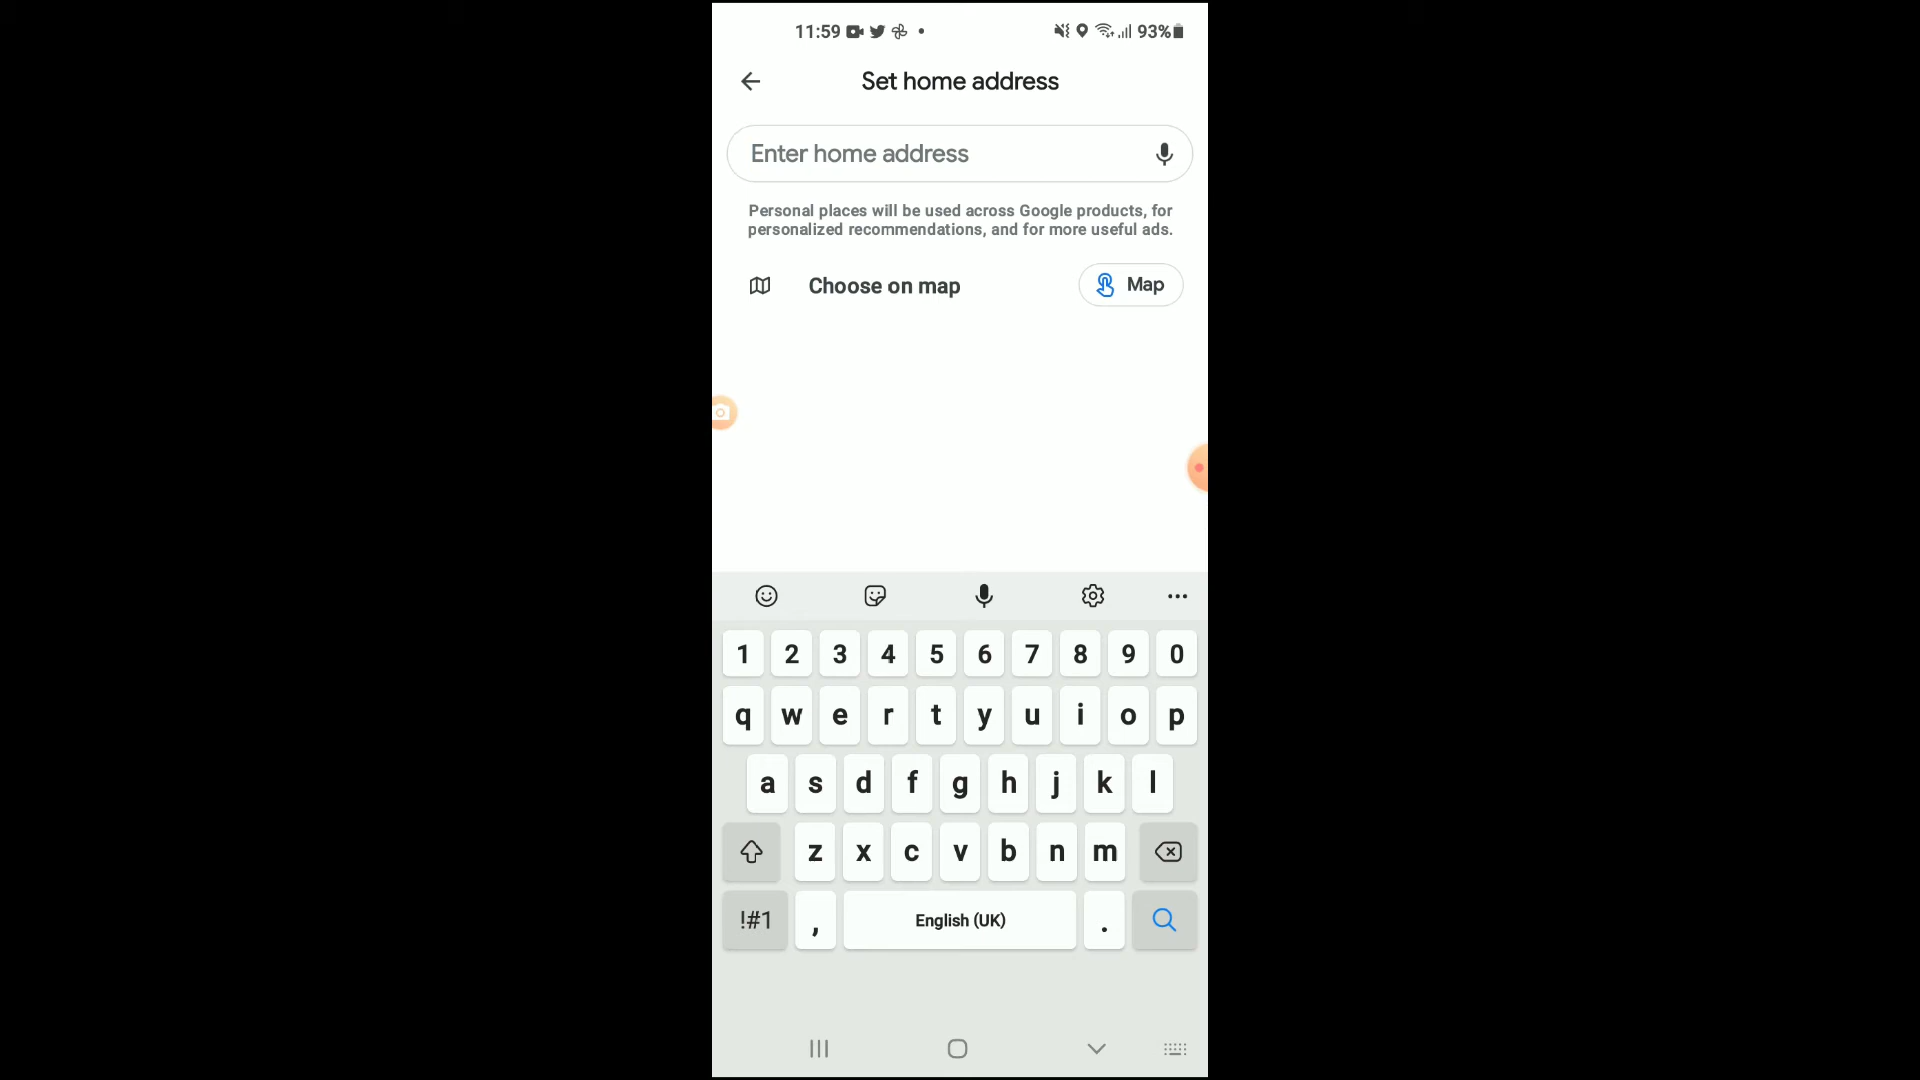 11:59 93%
Set home address
Enter home address
Personal places will be used across Google products, for
personalized recommendations, and for more useful ads.
Choose on map Map
1 2 3 4 5 6 7 8 9 0
q w e r t y u i o p
a s d f g h j k l
z x c v b n m
!#1 , English (UK) .